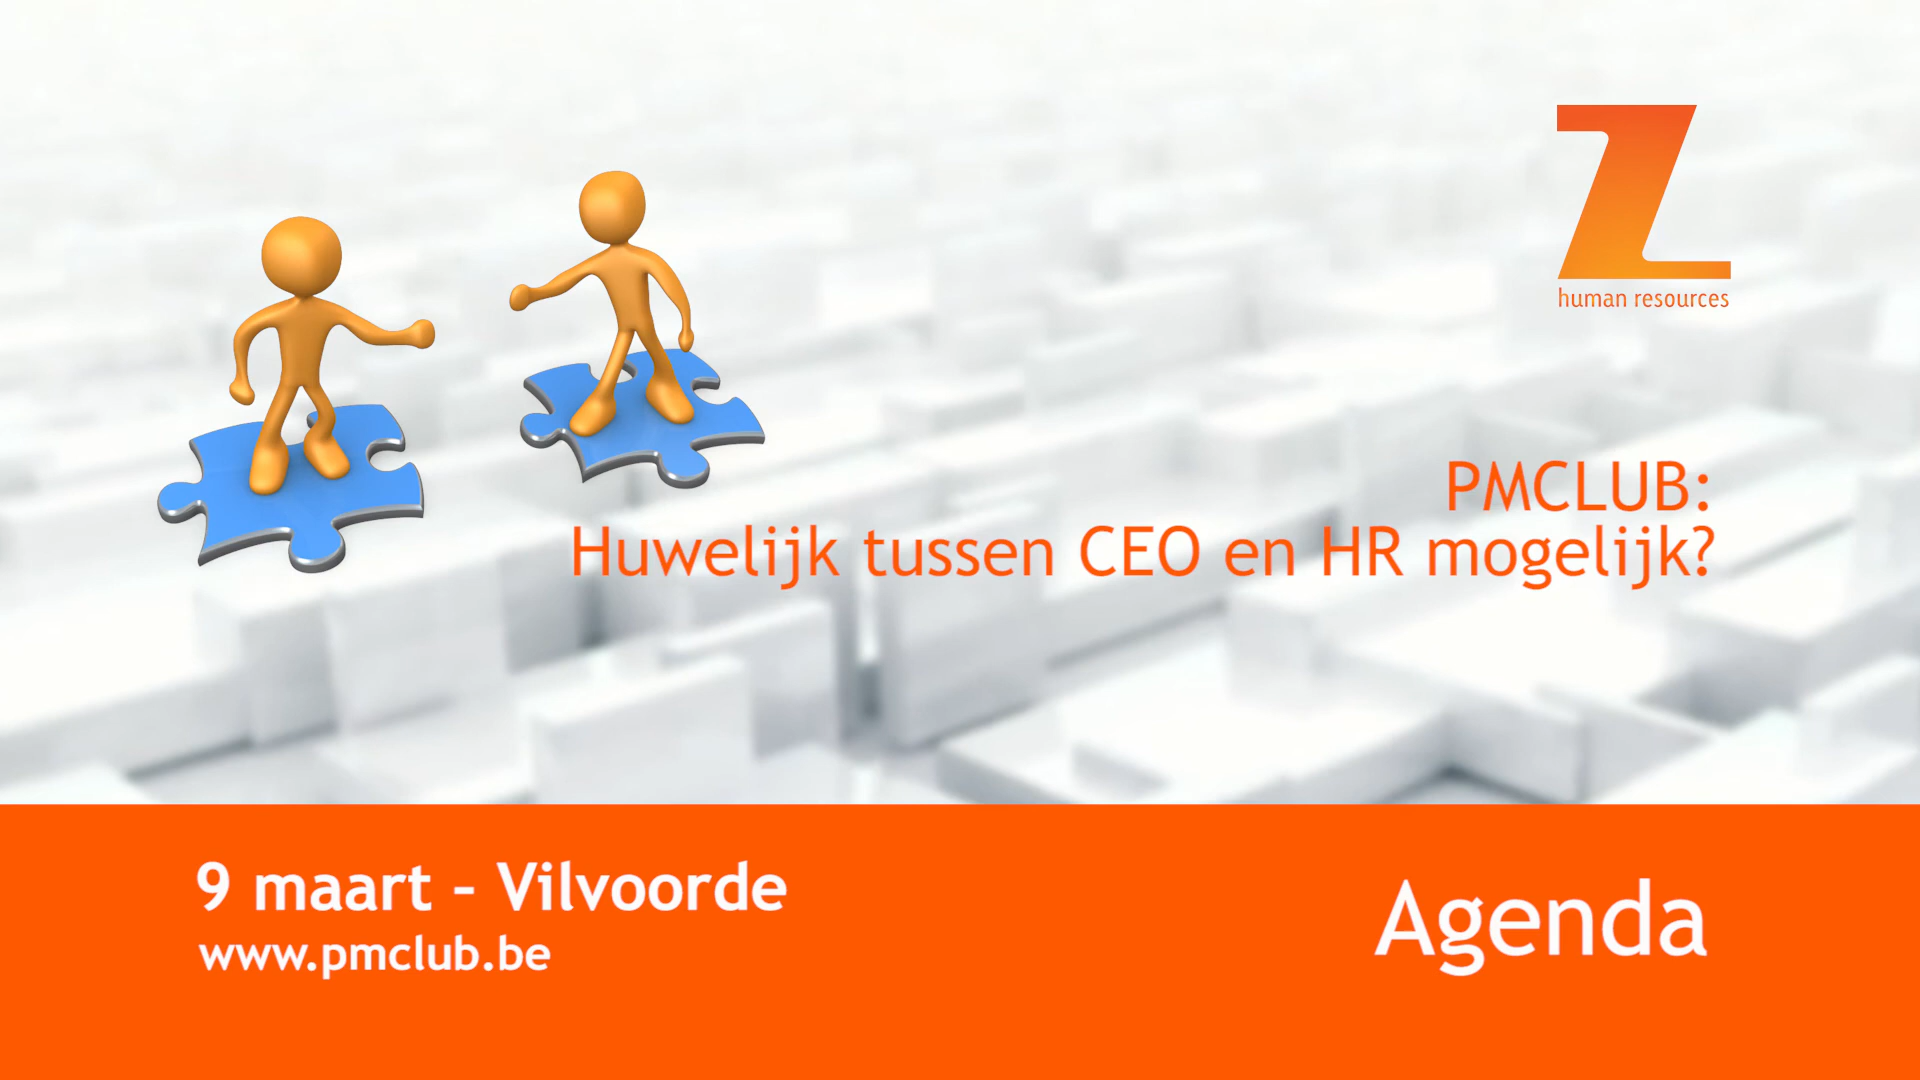 Z
human resources
PMCLUB:
Huwelijk tussen CEO en HR mogelijk?
9 maart – Vilvoorde
www.pmclub.be
Agenda